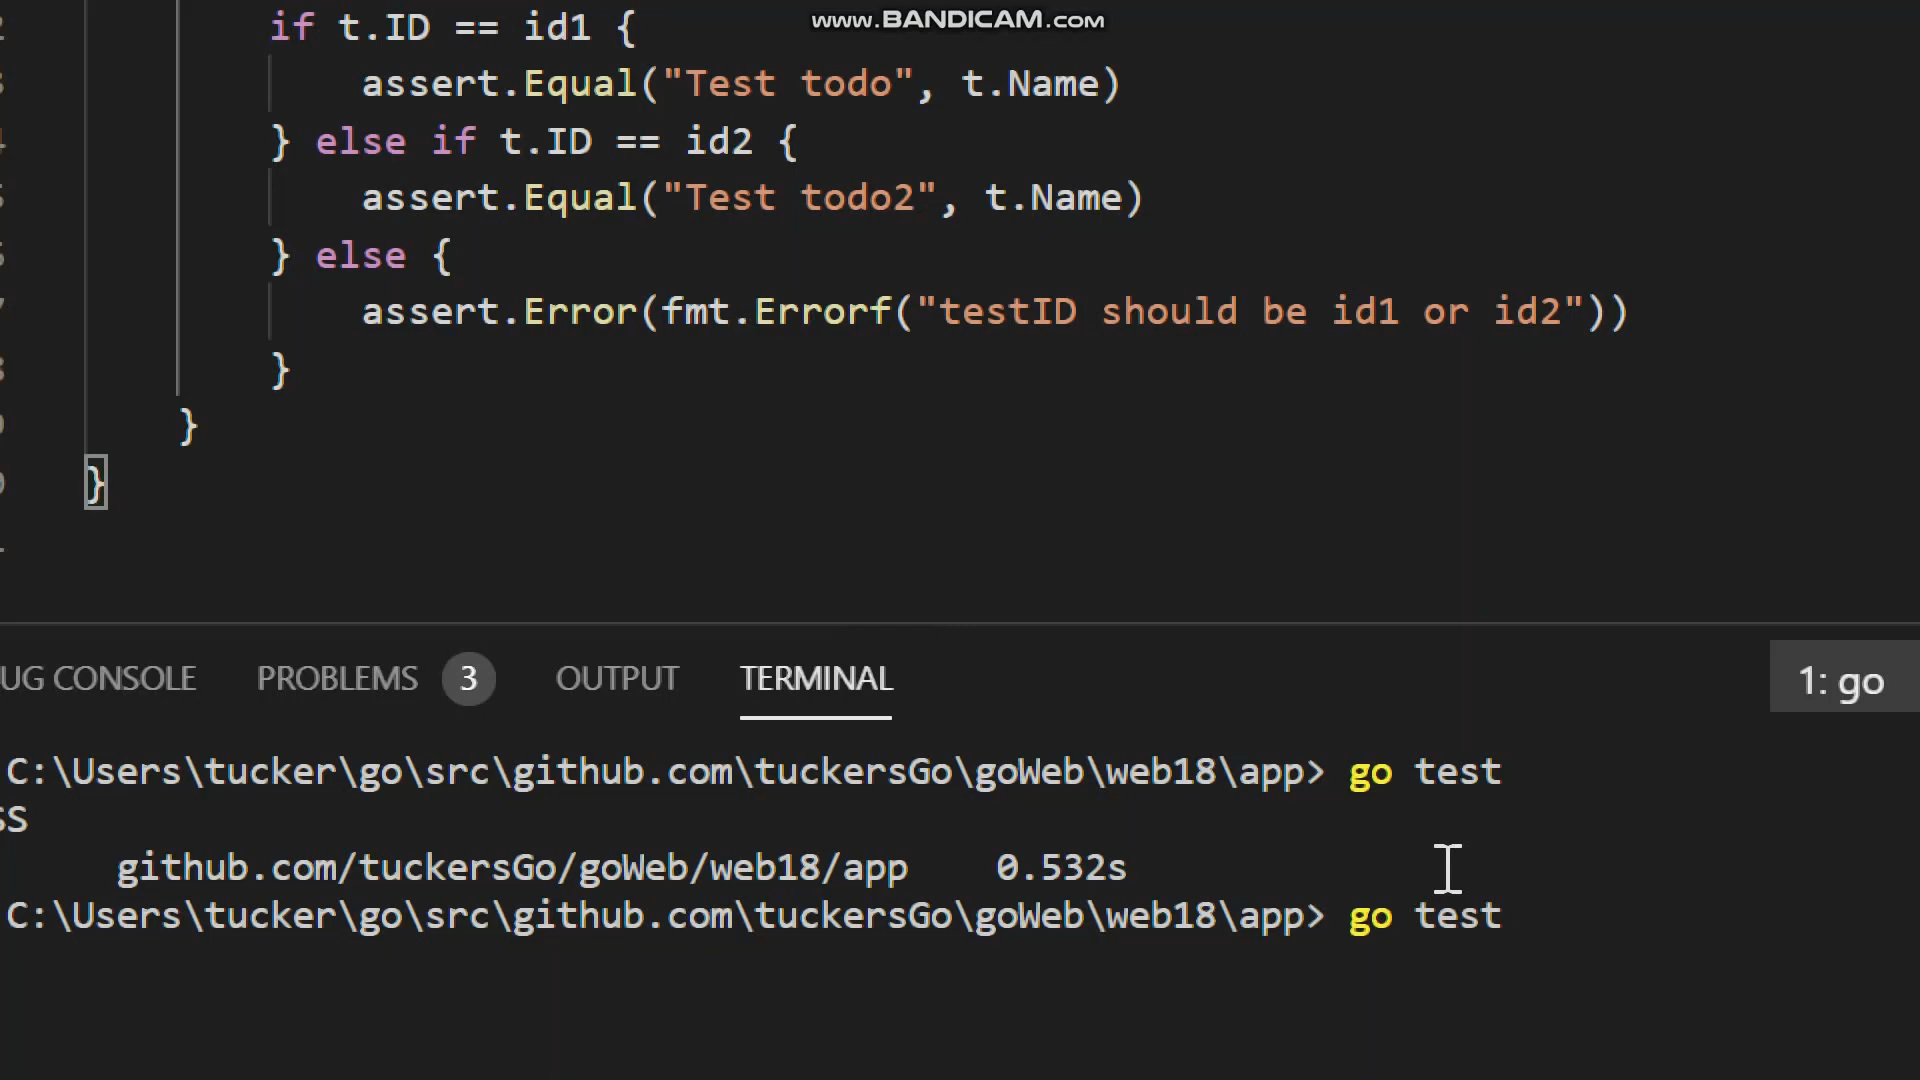 www.BANDICAM.com
if t.ID == id1 {
assert.Equal("Test todo", t.Name)
} else if t.ID == id2 {
assert.Equal("Test todo2", t.Name)
} else {
assert.Error(fmt.Errorf("testID should be id1 or id2"))
}
}
}
UG CONSOLE PROBLEMS 3 OUTPUT TERMINAL 1: go
C:\Users\tucker\go\src\github.com\tuckersGo\goWeb\web18\app> go test
SS
github.com/tuckersGo/goWeb/web18/app 0.532s
C:\Users\tucker\go\src\github.com\tuckersGo\goWeb\web18\app> go test